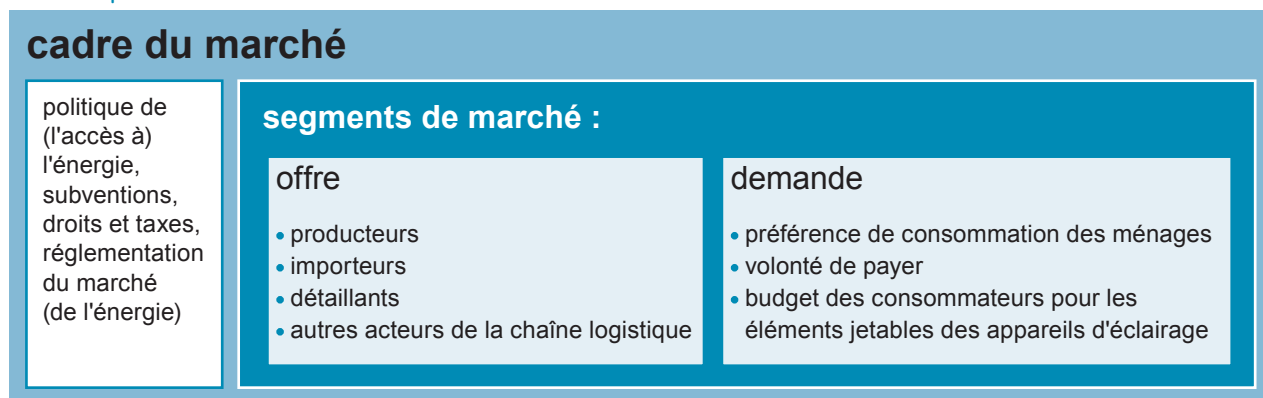 cadre du marché
politique de
(l'accès à)
l'énergie,
subventions,
droits et taxes,
réglementation
du marché
(de l'énergie)
segments de marché :
offre
• producteurs
• importeurs
• détaillants
• autres acteurs de la chaîne logistique
demande
• préférence de consommation des ménages
• volonté de payer
• budget des consommateurs pour les
éléments jetables des appareils d'éclairage